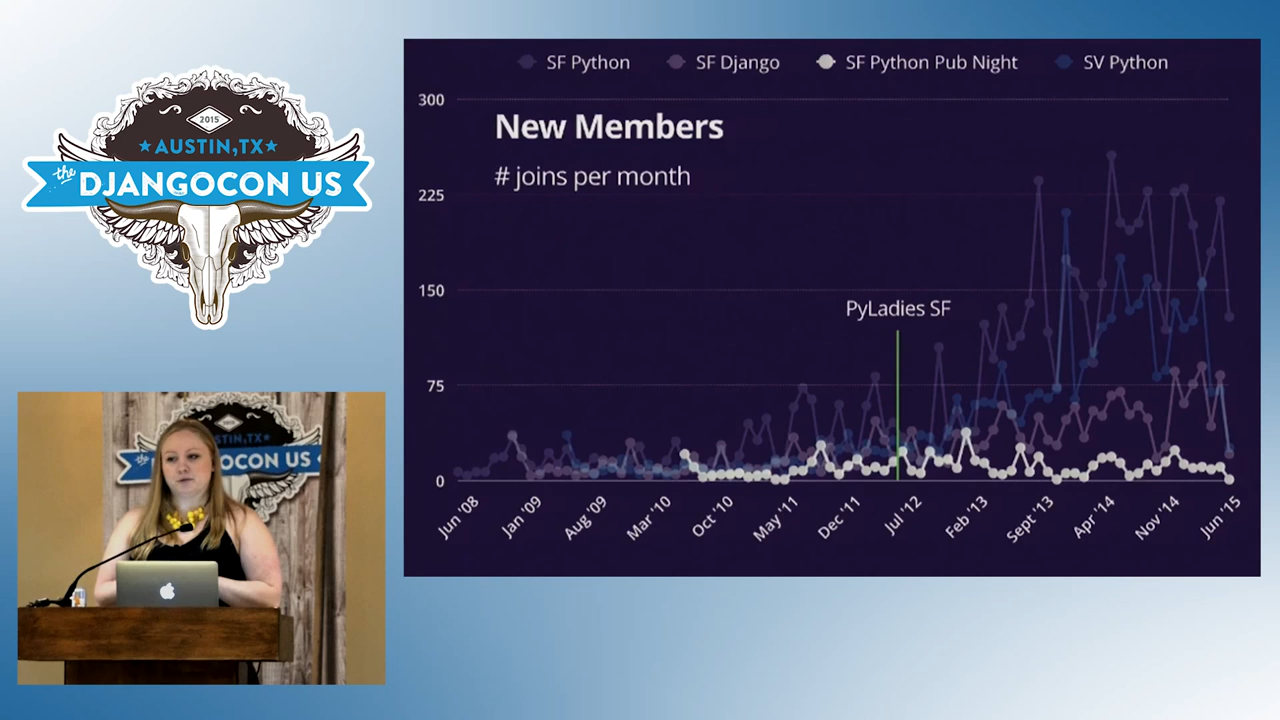 2015
AUSTIN,TX
the
DJANGOCON US
SF Python
SF Django
SF Python Pub Night
SV Python
300
New Members
# joins per month
225
150
PyLadies SF
75
0
Jun '08
Jan '09
Aug '09
Mar '10
Oct '10
May '11
Dec '11
Jul '12
Feb '13
Sept '13
Apr '14
Nov '14
Jun '15